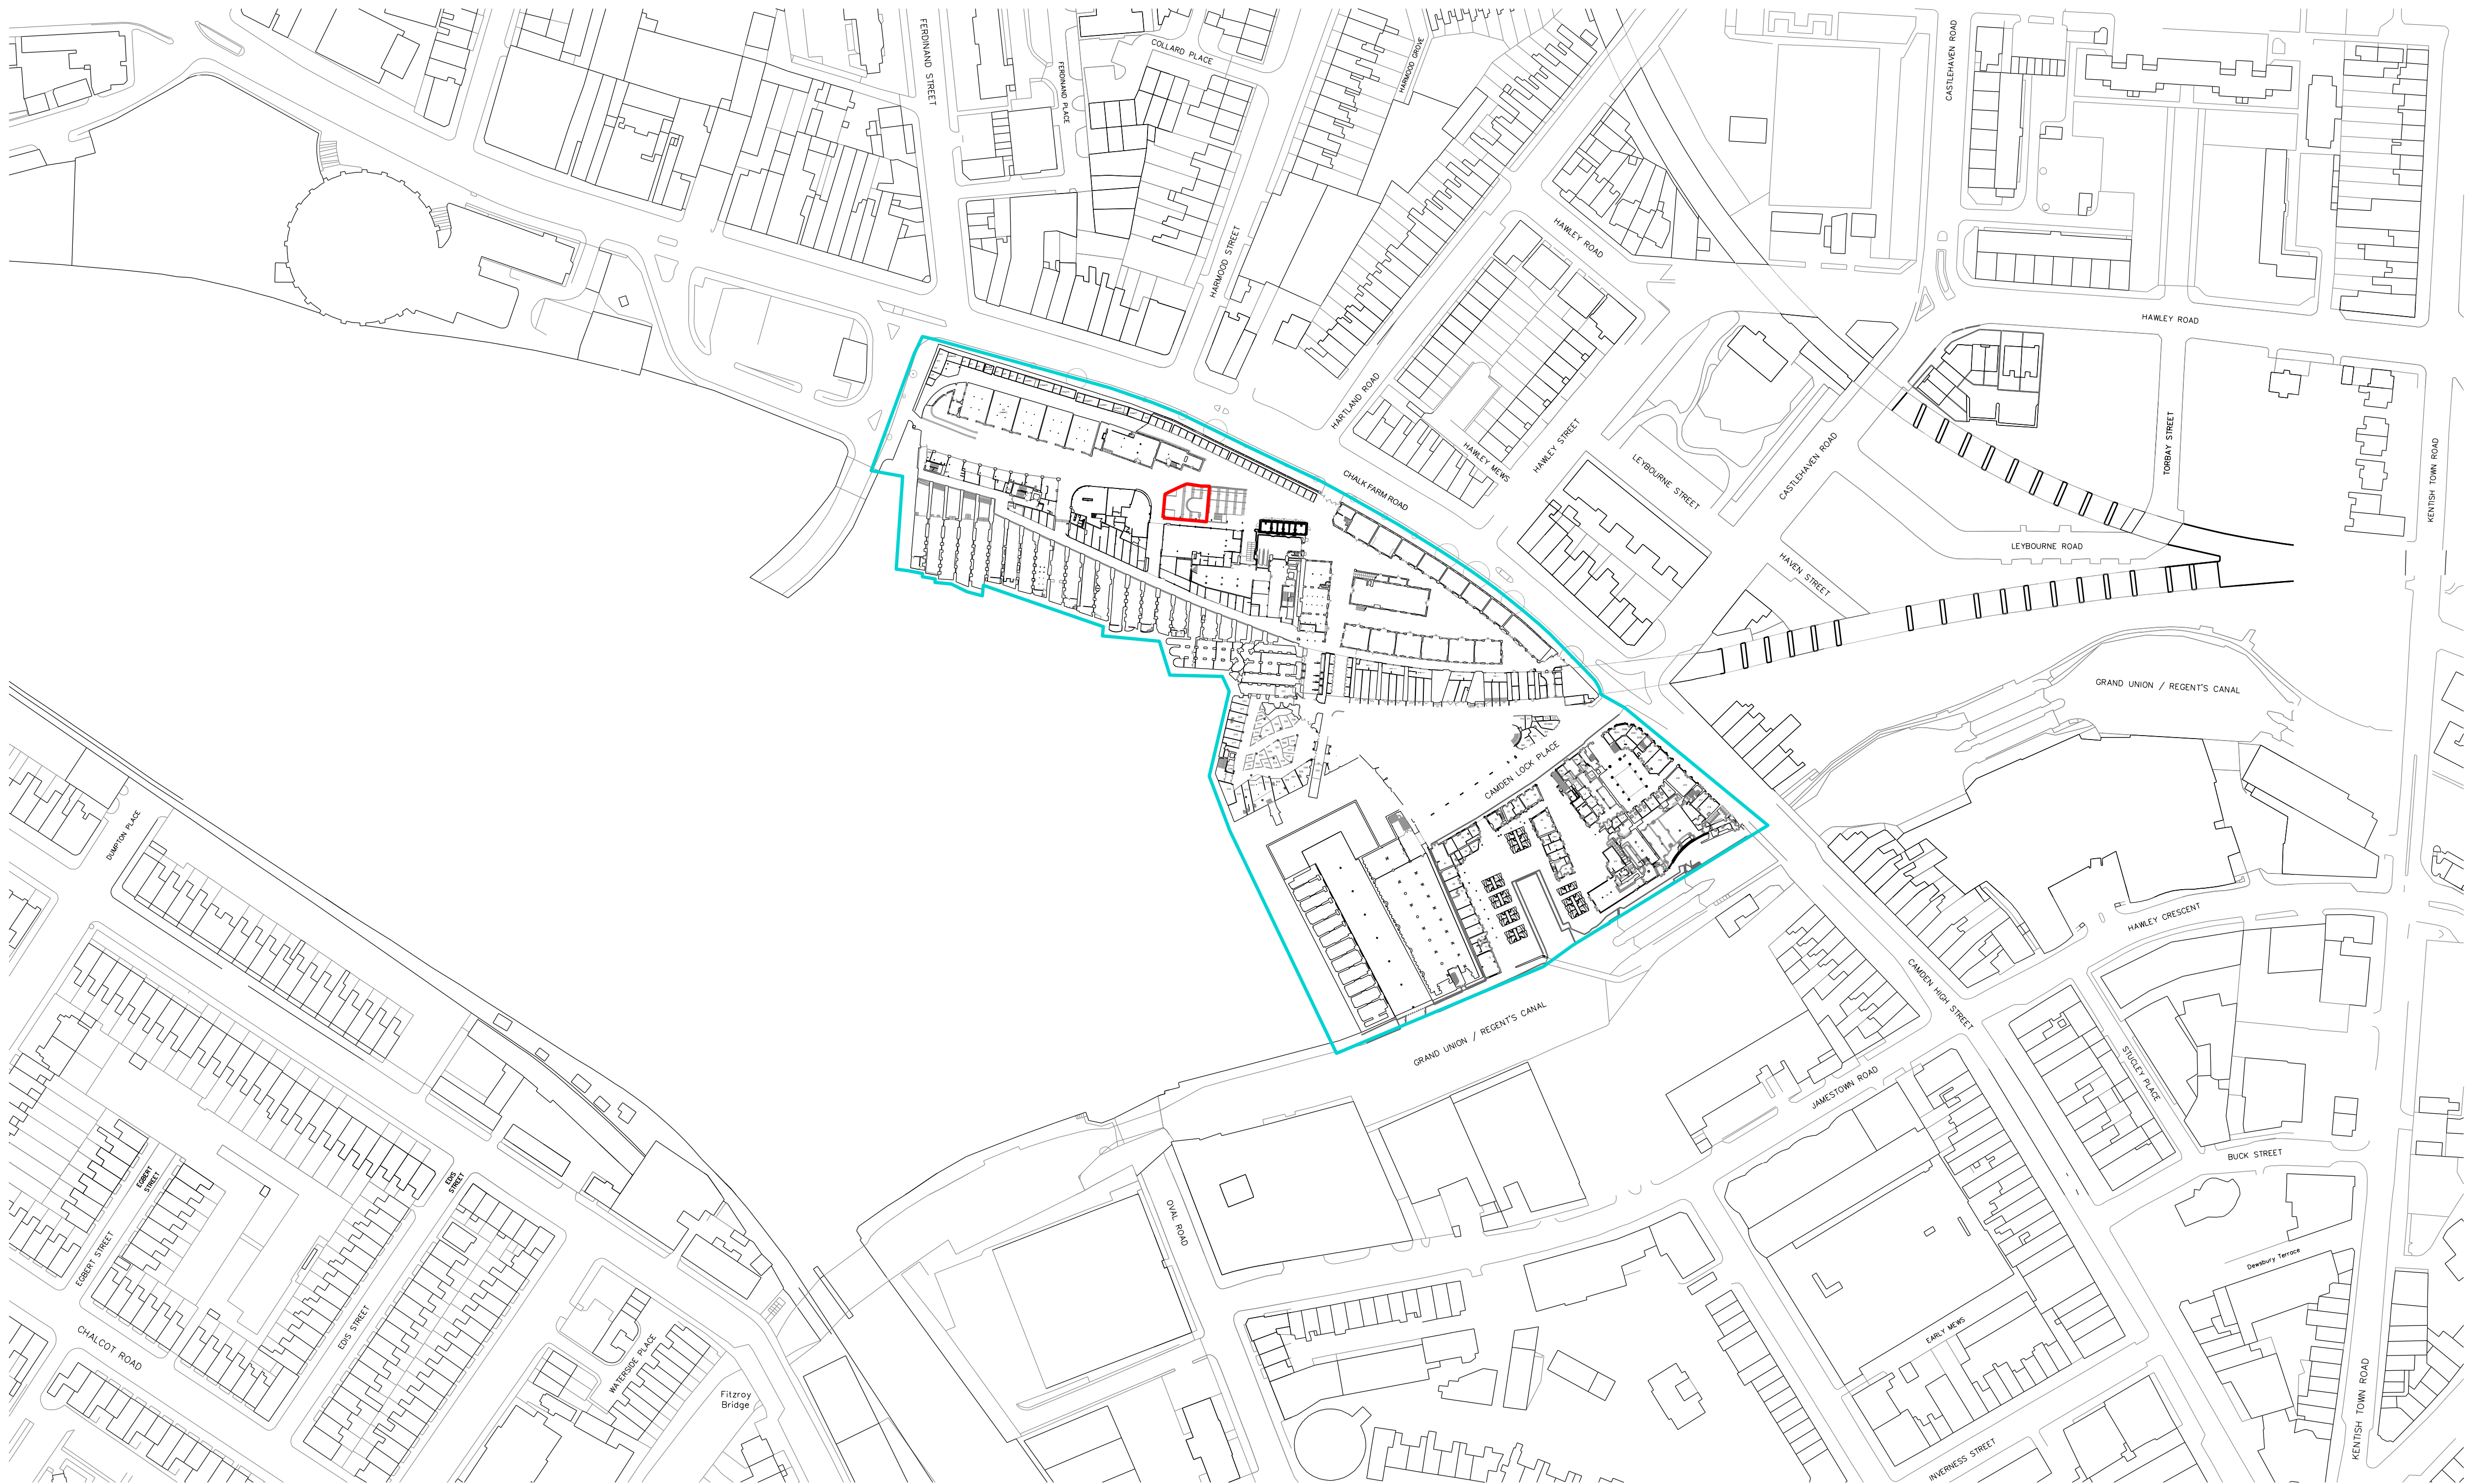 FERDINAND STREET
FERDINAND PLACE
COLLARD PLACE
HARMOOD GROVE
CASTLEHAVEN ROAD
HARMOOD STREET
HAWLEY ROAD
HAWLEY ROAD
HARTLAND ROAD
HAWLEY MEWS
HAWLEY STREET
LEYBOURNE STREET
CASTLEHAVEN ROAD
TORBAY STREET
KENTISH TOWN ROAD
CHALK FARM ROAD
LEYBOURNE ROAD
HAVEN STREET
GRAND UNION / REGENT'S CANAL
CAMDEN LOCK PLACE
DUMPTON PLACE
HAWLEY CRESCENT
CAMDEN HIGH STREET
GRAND UNION / REGENT'S CANAL
STUCLEY PLACE
JAMESTOWN ROAD
BUCK STREET
EGBERT
STREET
EDIS
STREET
OVAL ROAD
EGBERT STREET
Dewsbury Terrace
EDIS STREET
CHALCOT ROAD
EARLY MEWS
WATERSIDE PLACE
Fitzroy
Bridge
KENTISH TOWN ROAD
INVERNESS STREET